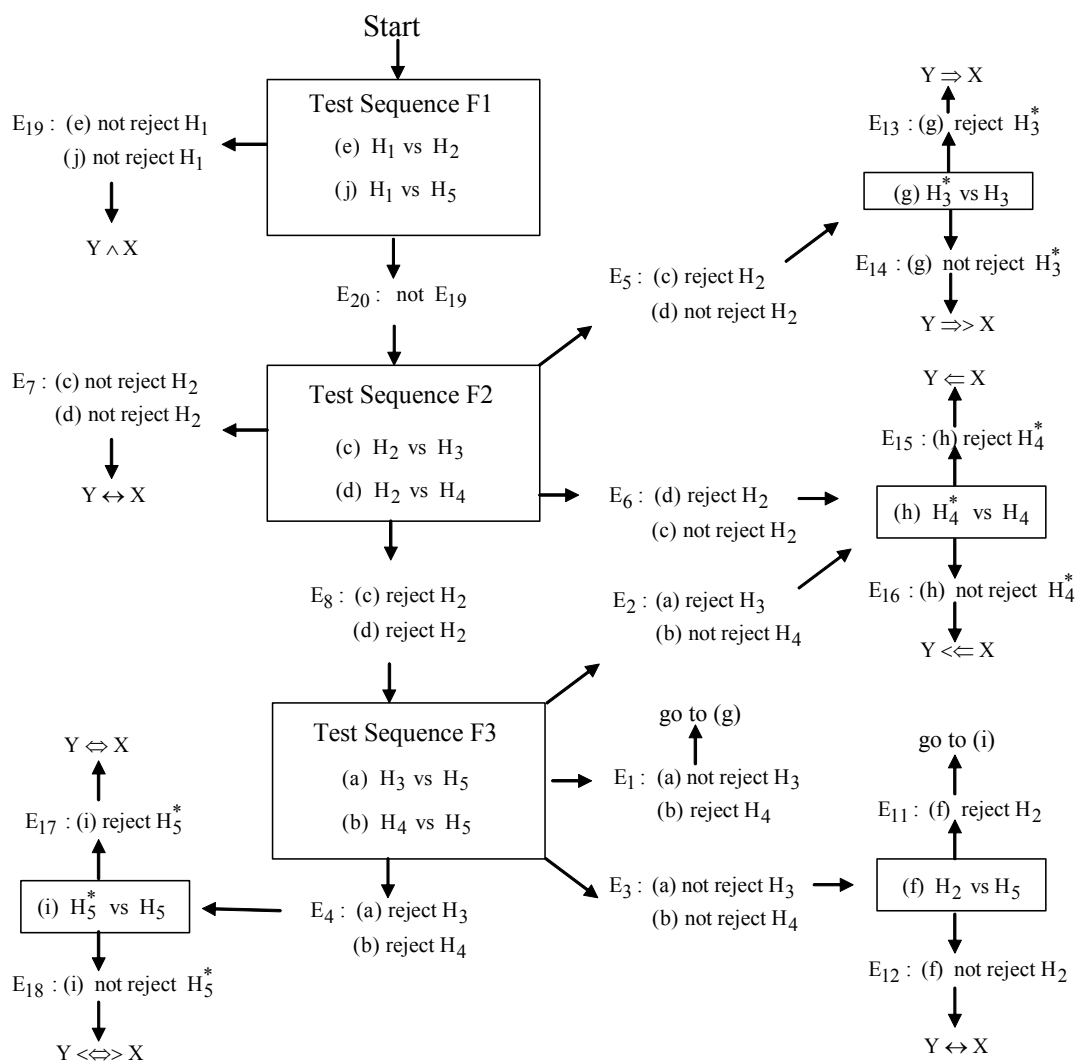 Start
Test Sequence F1
(e) H₁ vs H₂
(j) H₁ vs H₅
E₁₉ : (e) not reject H₁
(j) not reject H₁
Y ∧ X
E₂₀ : not E₁₉
Y ⇒ X
E₁₃ : (g) reject H₃*
(g) H₃* vs H₃
E₁₄ : (g) not reject H₃*
Y ⇒> X
E₅ : (c) reject H₂
(d) not reject H₂
Test Sequence F2
(c) H₂ vs H₃
(d) H₂ vs H₄
E₇ : (c) not reject H₂
(d) not reject H₂
Y ↔ X
Y ⇐ X
E₁₅ : (h) reject H₄*
(h) H₄* vs H₄
E₁₆ : (h) not reject H₄*
Y <⇐ X
E₆ : (d) reject H₂
(c) not reject H₂
E₈ : (c) reject H₂
(d) reject H₂
E₂ : (a) reject H₃
(b) not reject H₄
Test Sequence F3
(a) H₃ vs H₅
(b) H₄ vs H₅
go to (g)
E₁ : (a) not reject H₃
(b) reject H₄
go to (i)
E₁₁ : (f) reject H₂
(f) H₂ vs H₅
E₁₂ : (f) not reject H₂
Y ↔ X
E₃ : (a) not reject H₃
(b) not reject H₄
E₄ : (a) reject H₃
(b) reject H₄
Y ⇔ X
E₁₇ : (i) reject H₅*
(i) H₅* vs H₅
E₁₈ : (i) not reject H₅*
Y <⇔> X